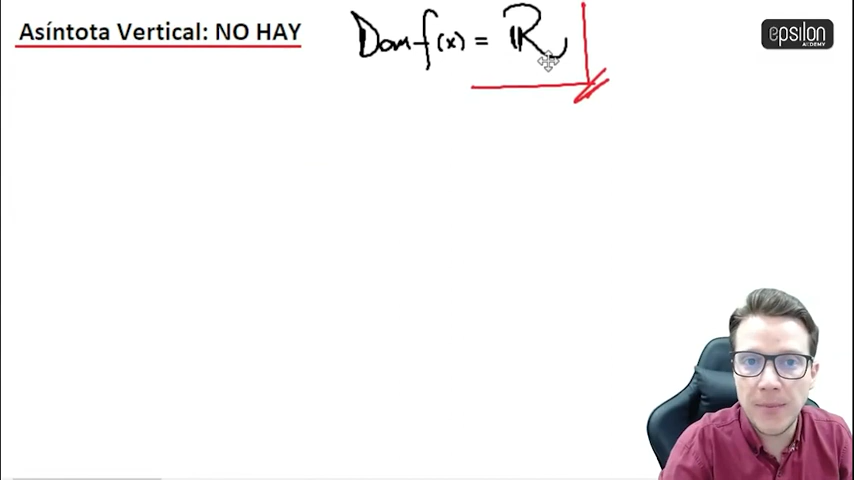 Asíntota Vertical: NO HAY
Dom f(x) = ℝ
epsilon
ACADEMY